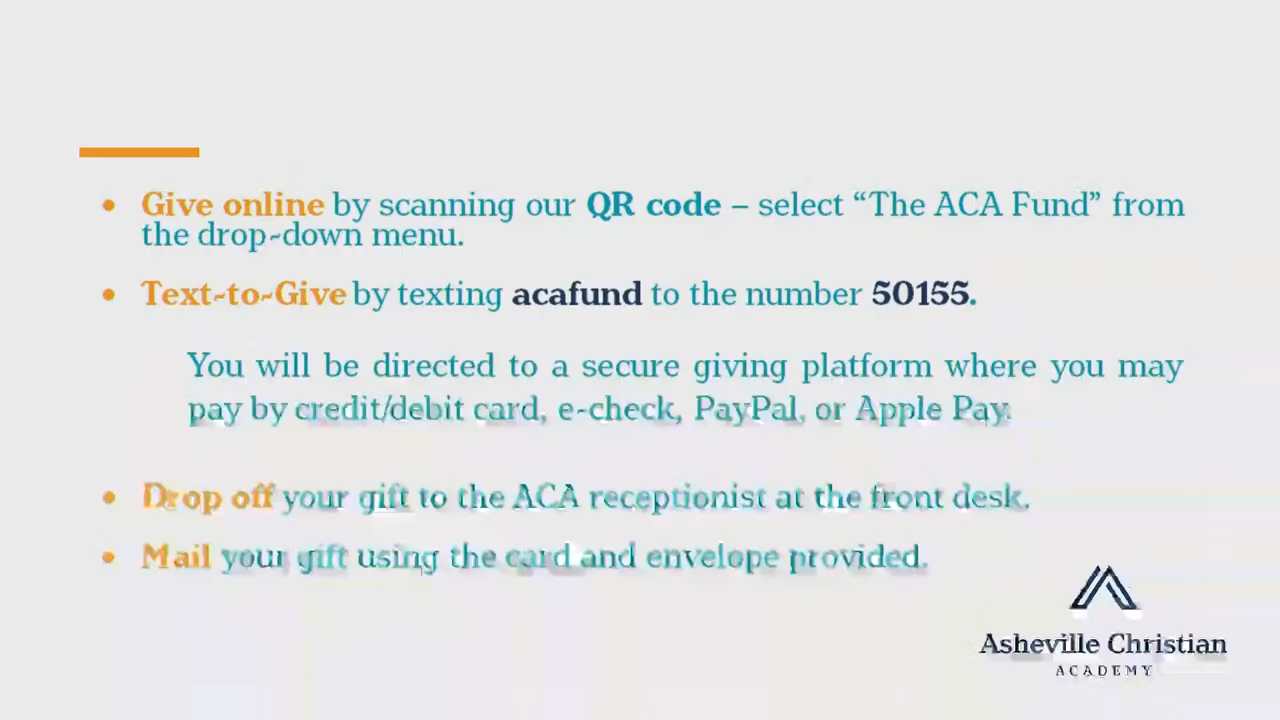 • Give online by scanning our QR code – select “The ACA Fund” from
the drop-down menu.
• Text-to-Give by texting acafund to the number 50155.
You will be directed to a secure giving platform where you may
pay by credit/debit card, e-check, PayPal, or Apple Pay.
• Drop off your gift to the ACA receptionist at the front desk.
• Mail your gift using the card and envelope provided.
Asheville Christian
ACADEMY